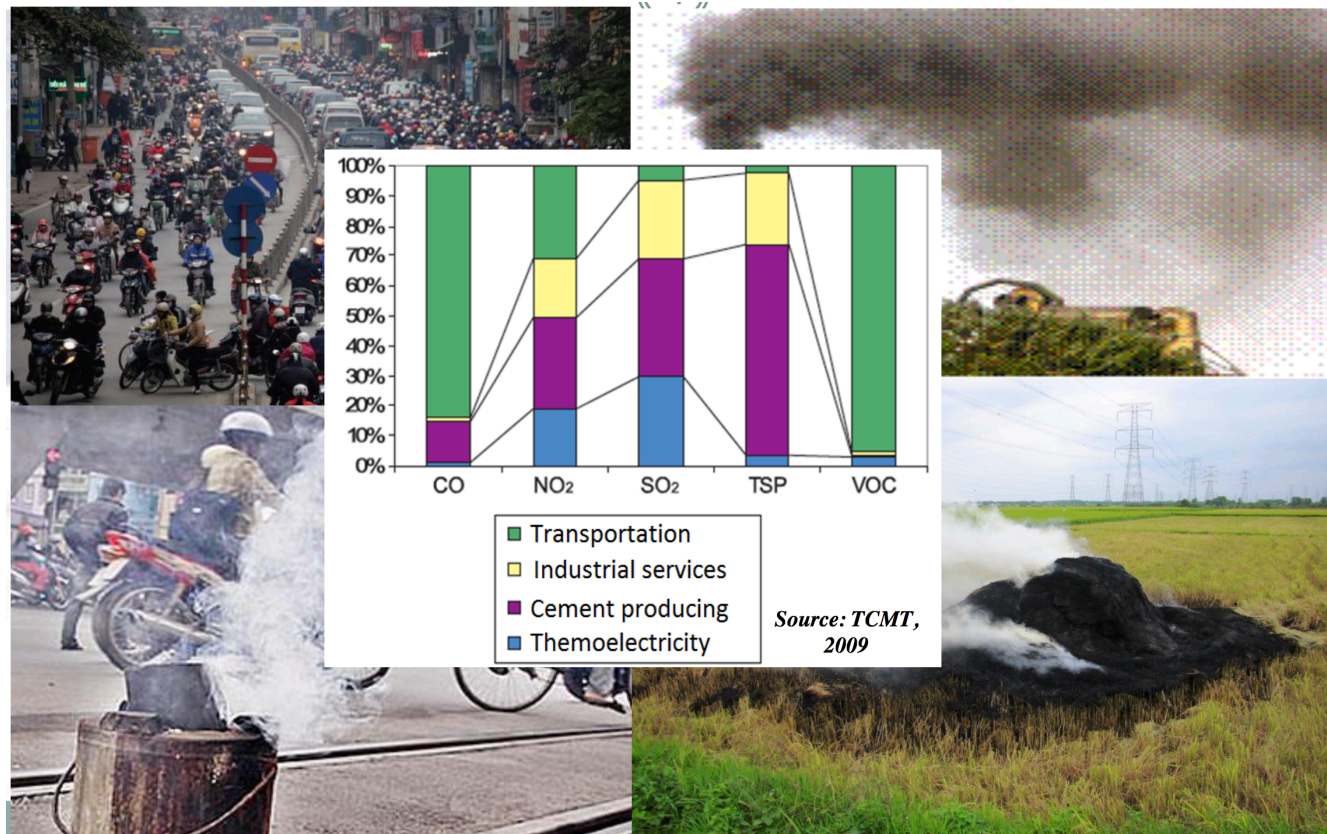 100%
90%
80%
70%
60%
50%
40%
30%
20%
10%
0%
CO NO₂ SO₂ TSP VOC
Transportation
Industrial services
Cement producing
Themoelectricity
Source: TCMT,
2009